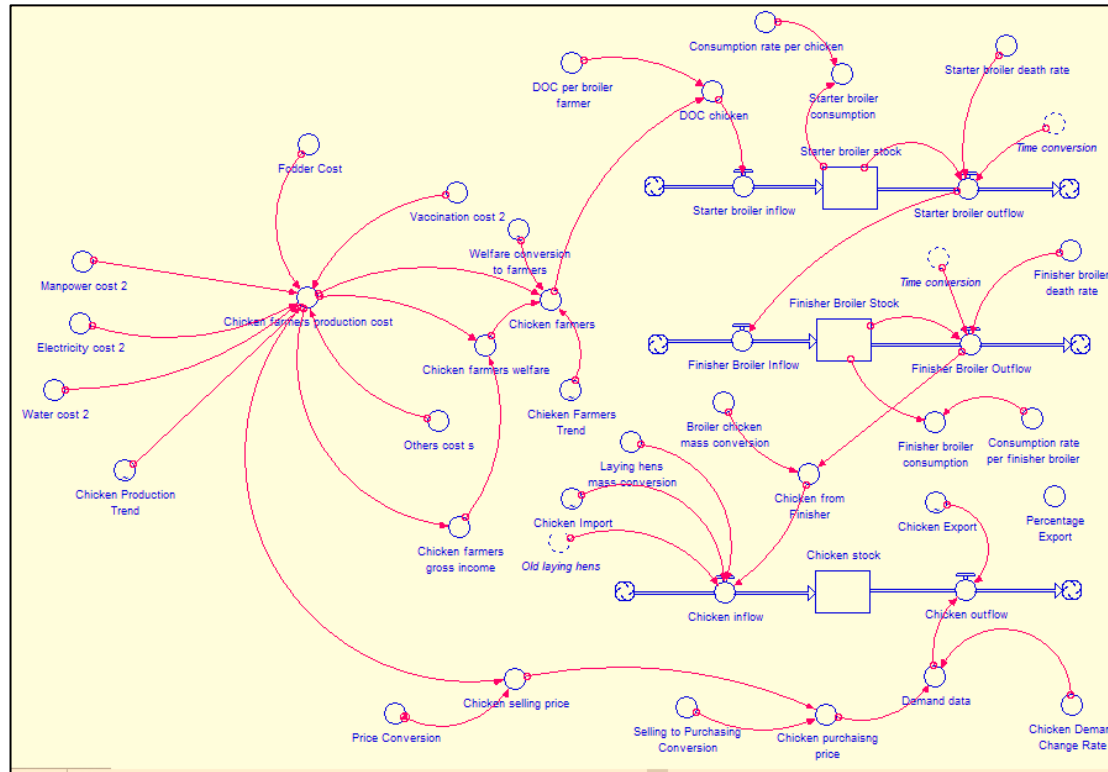 Consumption rate per chicken
Starter broiler death rate
DOC per broiler
farmer
DOC chicken
Starter broiler
consumption
Time conversion
Starter broiler stock
Starter broiler inflow
Starter broiler outflow
Fodder Cost
Vaccination cost 2
Welfare conversion
to farmers
Manpower cost 2
Chicken farmers production cost
Chicken farmers
Electricity cost 2
Chicken farmers welfare
Water cost 2
Others cost s
Chieken Farmers
Trend
Chicken Production
Trend
Chicken farmers
gross income
Time conversion
Finisher broiler
death rate
Finisher Broiler Stock
Finisher Broiler Inflow
Finisher Broiler Outflow
Broiler chicken
mass conversion
Finisher broiler
consumption
Consumption rate
per finisher broiler
Laying hens
mass conversion
Chicken from
Finisher
Chicken Import
Old laying hens
Chicken Export
Percentage
Export
Chicken stock
Chicken inflow
Chicken outflow
Chicken selling price
Price Conversion
Selling to Purchasing
Conversion
Chicken purchaisng
price
Demand data
Chicken Deman
Change Rate